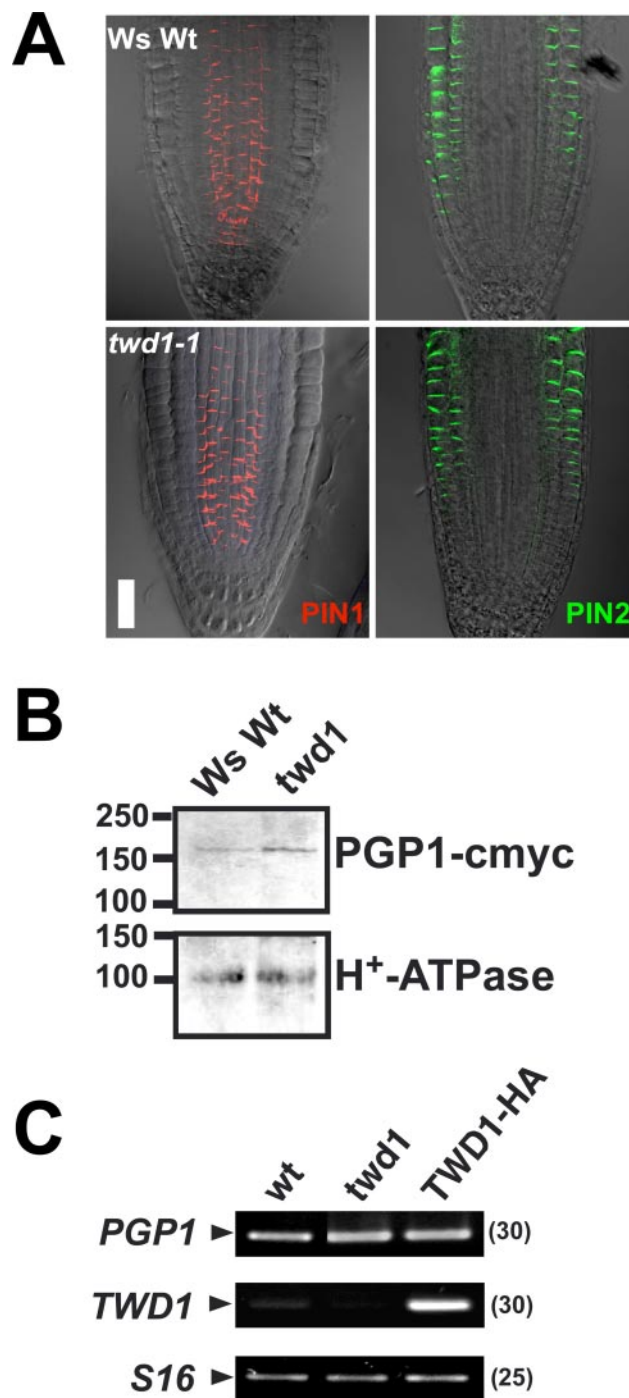 A
Ws Wt
twd1-1
PIN1
PIN2
B
Ws Wt
twd1
250
150
100
PGP1-cmyc
150
100
H⁺-ATPase
C
wt
twd1
TWD1-HA
PGP1
(30)
TWD1
(30)
S16
(25)